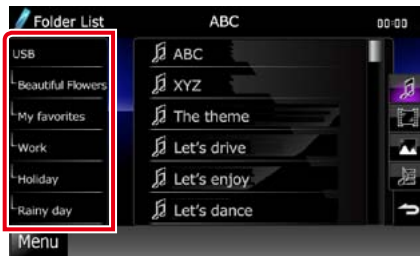 Folder List ABC 00:00
USB
Beautiful Flowers
My favorites
Work
Holiday
Rainy day
ABC
XYZ
The theme
Let's drive
Let's enjoy
Let's dance
Menu